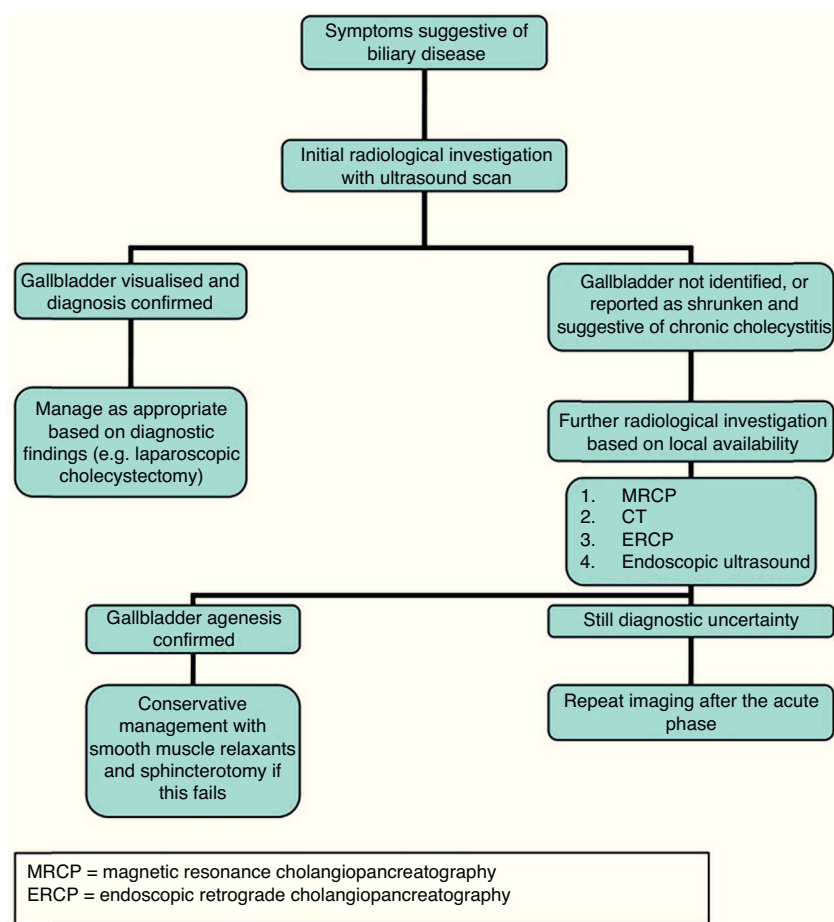 Symptoms suggestive of
biliary disease
Initial radiological investigation
with ultrasound scan
Gallbladder visualised and
diagnosis confirmed
Gallbladder not identified, or
reported as shrunken and
suggestive of chronic cholecystitis
Manage as appropriate
based on diagnostic
findings (e.g. laparoscopic
cholecystectomy)
Further radiological investigation
based on local availability
1. MRCP
2. CT
3. ERCP
4. Endoscopic ultrasound
Gallbladder agenesis
confirmed
Still diagnostic uncertainty
Conservative
management with
smooth muscle relaxants
and sphincterotomy if
this fails
Repeat imaging after the acute
phase
MRCP = magnetic resonance cholangiopancreatography
ERCP = endoscopic retrograde cholangiopancreatography